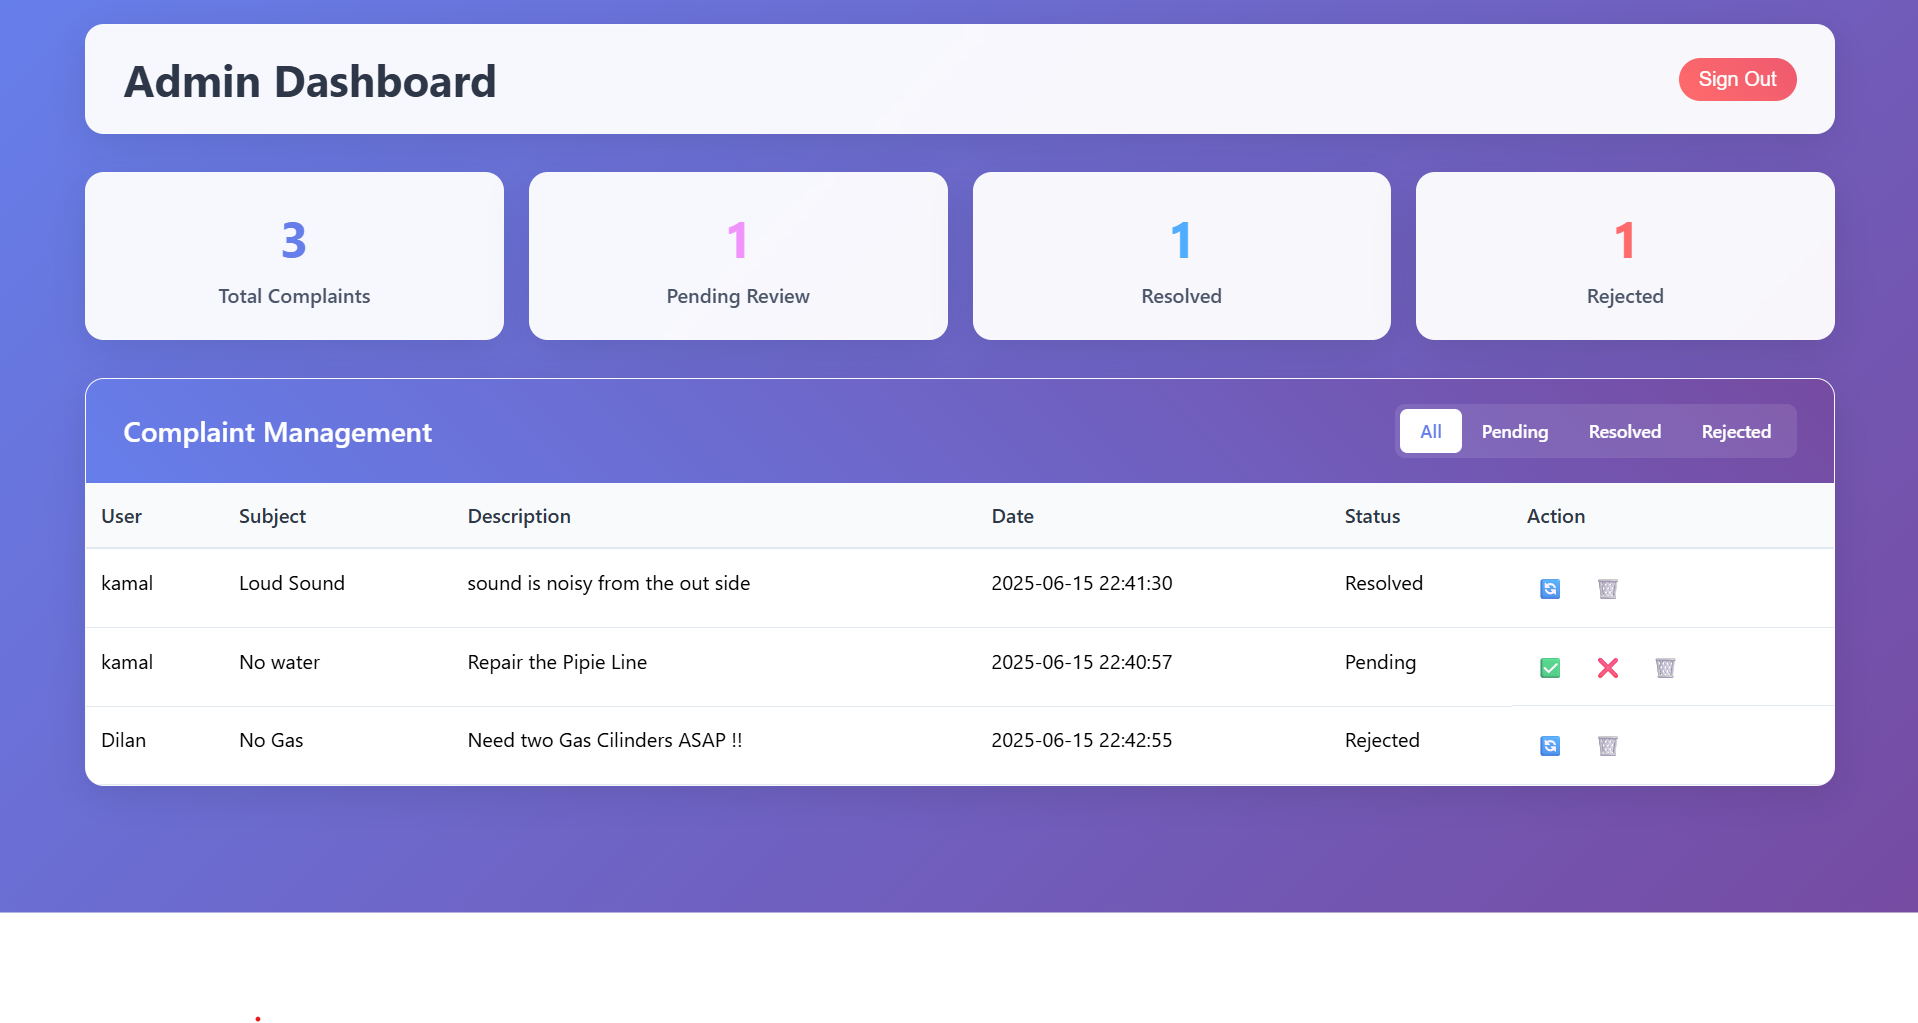 Admin Dashboard
Sign Out
3
Total Complaints
1
Pending Review
1
Resolved
1
Rejected
Complaint Management
All Pending Resolved Rejected
User Subject Description Date Status Action
kamal Loud Sound sound is noisy from the out side 2025-06-15 22:41:30 Resolved
kamal No water Repair the Pipie Line 2025-06-15 22:40:57 Pending
Dilan No Gas Need two Gas Cilinders ASAP !! 2025-06-15 22:42:55 Rejected